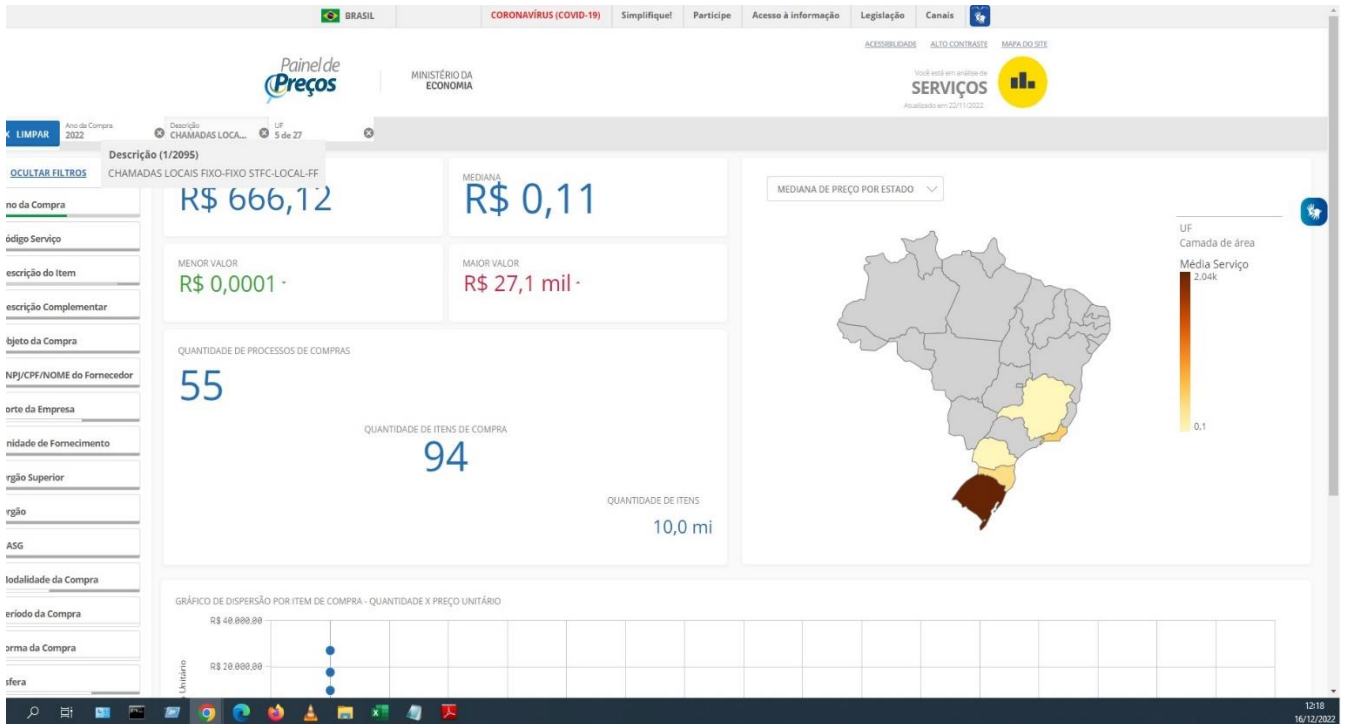 BRASIL
CORONAVÍRUS (COVID-19) Simplifique! Participe Acesso à informação Legislação Canais
ACESSIBILIDADE ALTO CONTRASTE MAPA DO SITE
Painel de
Preços
MINISTÉRIO DA
ECONOMIA
Você está em análise de
SERVIÇOS
Atualizado em 22/11/2022
LIMPAR
Ano da Compra
2022
Descrição
CHAMADAS LOCA...
UF
5 de 27
Descrição (1/2095)
CHAMADAS LOCAIS FIXO-FIXO STFC-LOCAL-FF
OCULTAR FILTROS
no da Compra
ódigo Serviço
escrição do Item
escrição Complementar
bjeto da Compra
NPJ/CPF/NOME do Fornecedor
orte da Empresa
nidade de Fornecimento
rgão Superior
rgão
ASG
lodalidade da Compra
eríodo da Compra
orma da Compra
sfera
R$ 666,12
MEDIANA
R$ 0,11
MENOR VALOR
R$ 0,0001
MAIOR VALOR
R$ 27,1 mil
QUANTIDADE DE PROCESSOS DE COMPRAS
55
QUANTIDADE DE ITENS DE COMPRA
94
QUANTIDADE DE ITENS
10,0 mi
MEDIANA DE PREÇO POR ESTADO
UF
Camada de área
Média Serviço
2,04k
0,1
GRÁFICO DE DISPERSÃO POR ITEM DE COMPRA - QUANTIDADE X PREÇO UNITÁRIO
R$ 40.000,00
R$ 20.000,00
Unitário
12:18
16/12/2022